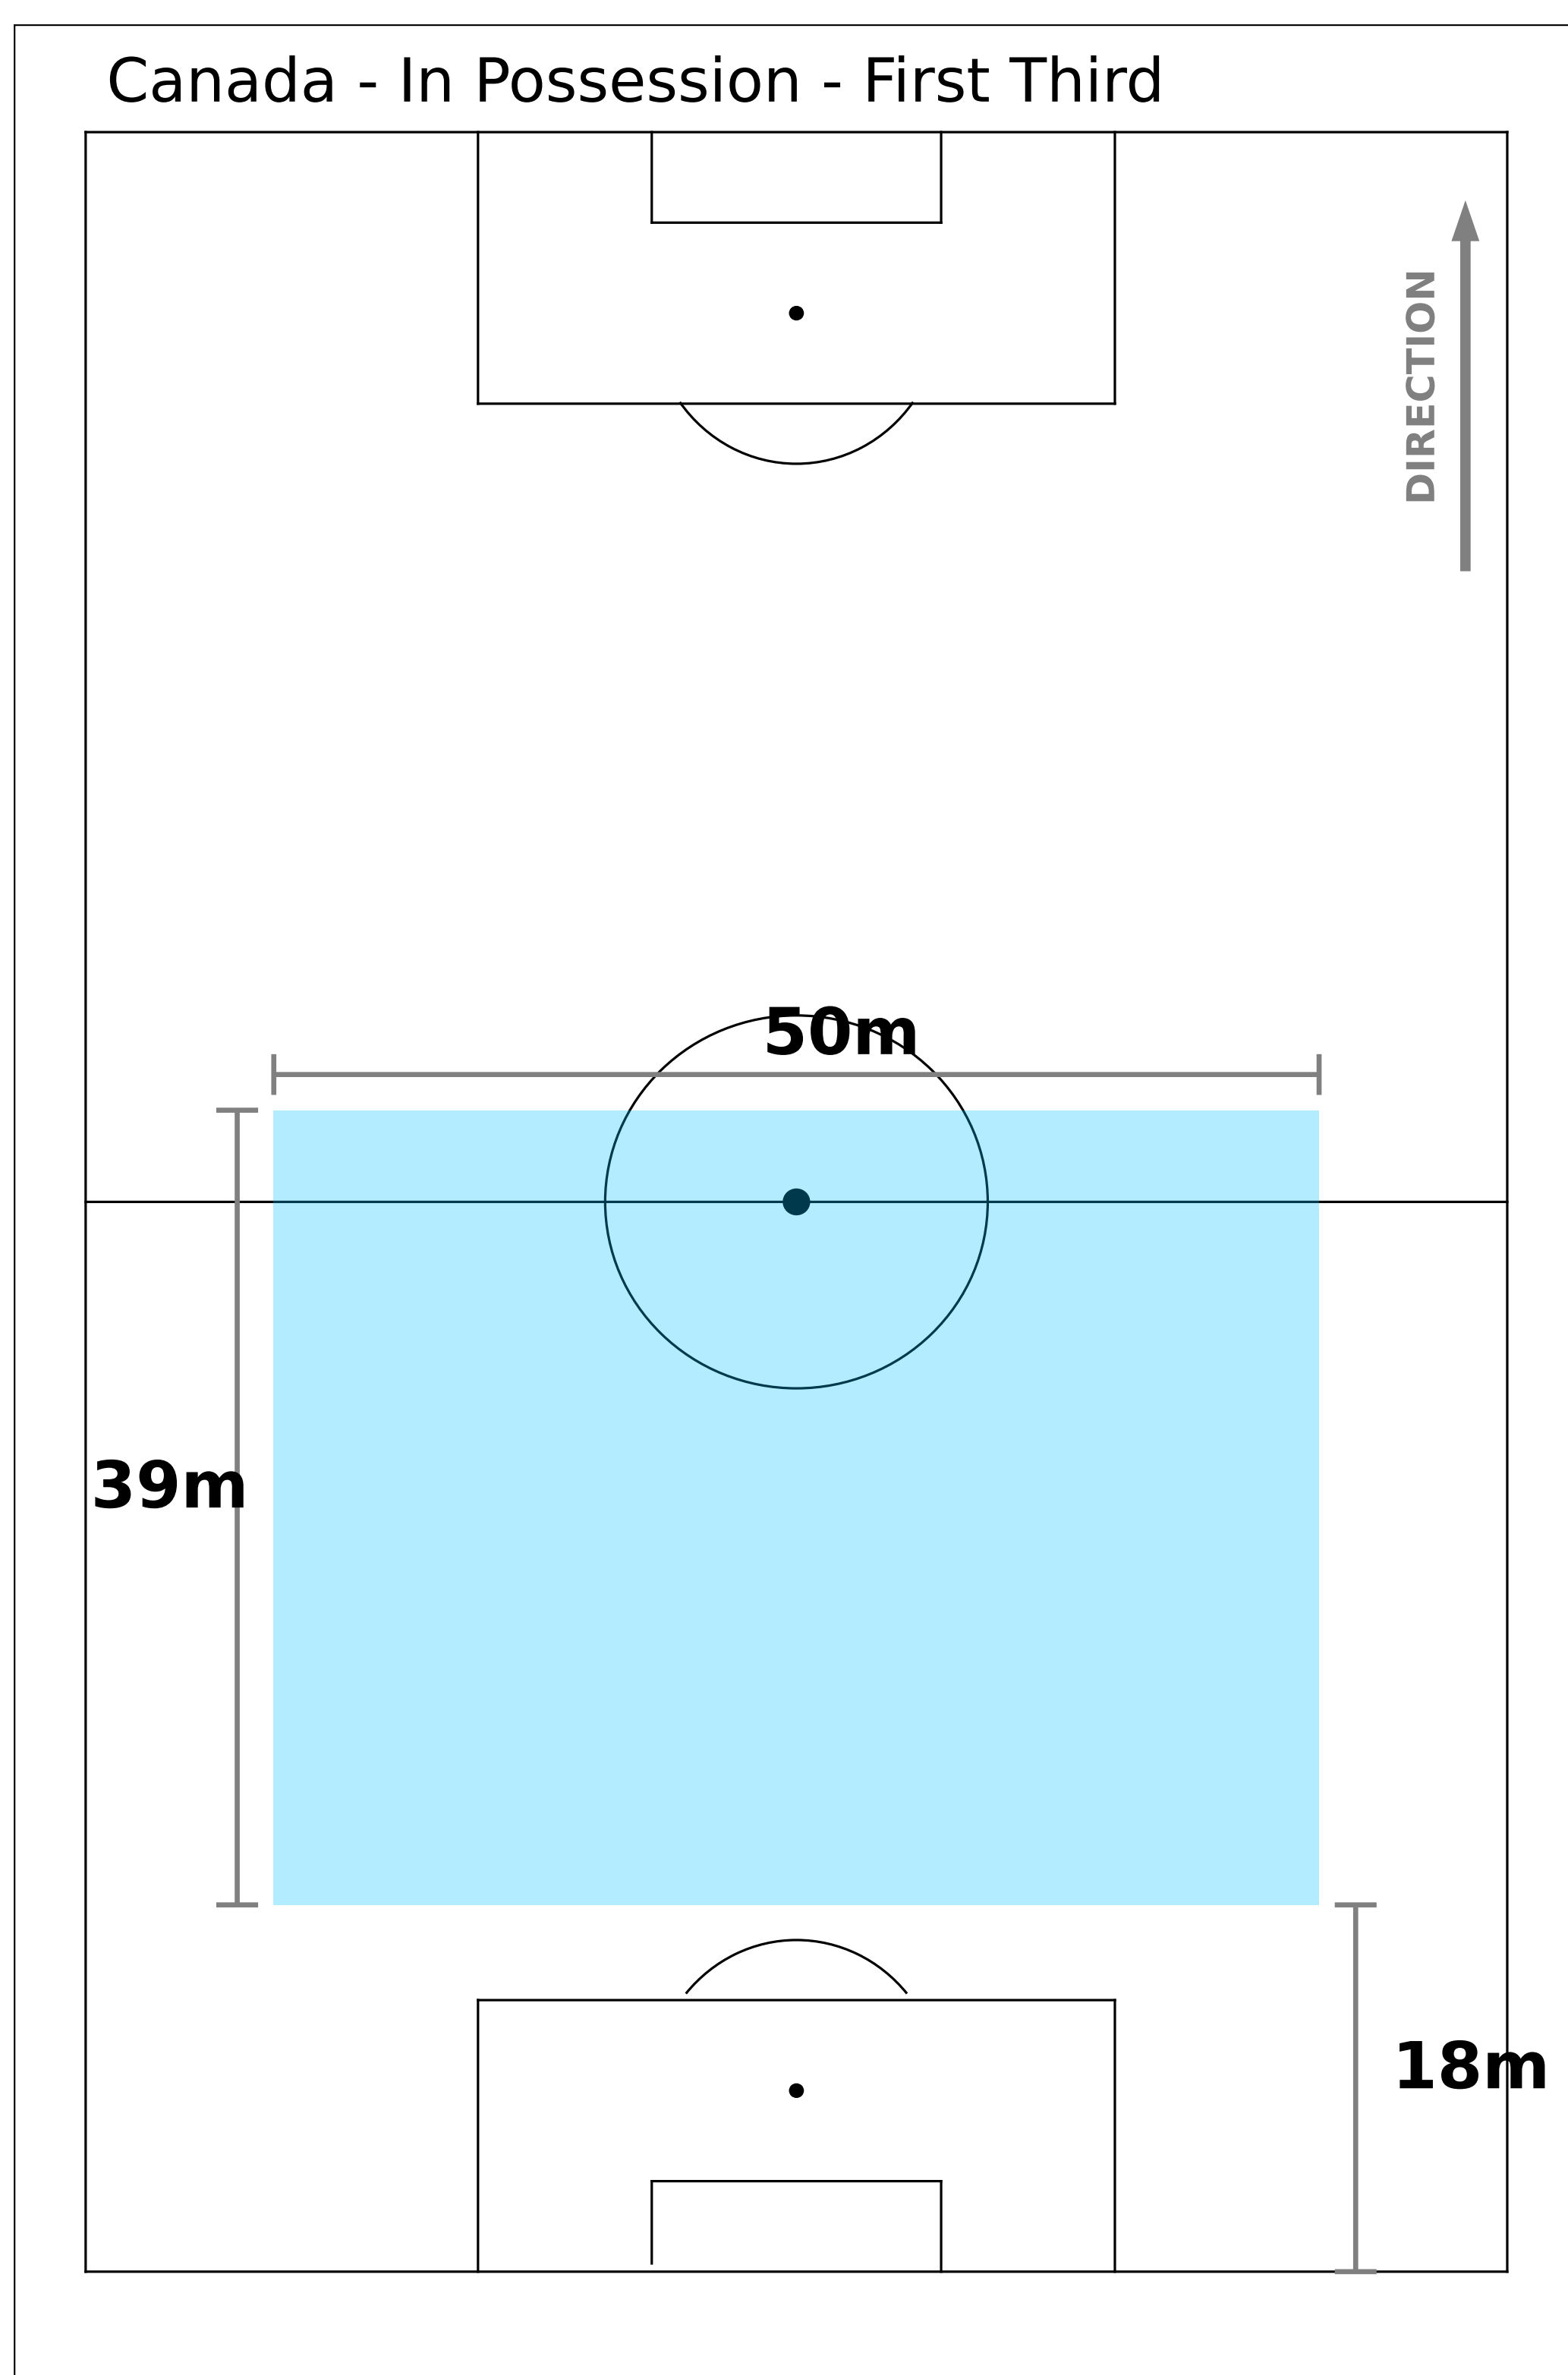 Canada - In Possession - First Third
DIRECTION
50m
39m
18m